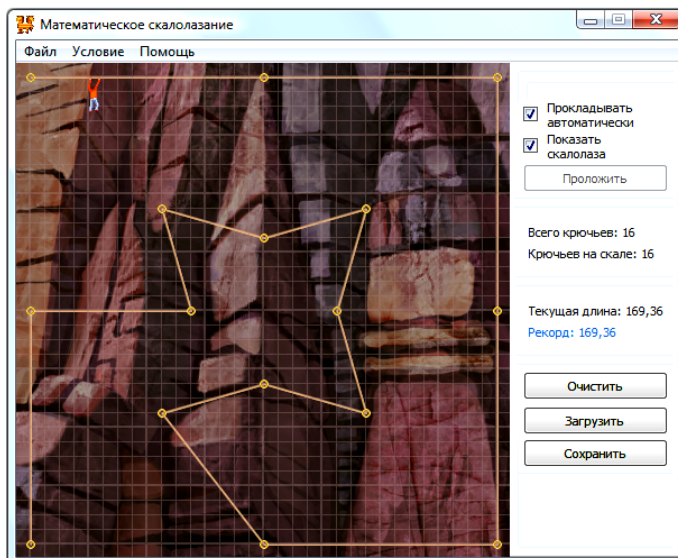 Математическое скалолазание
Файл Условие Помощь
Прокладывать
автоматически
Показать
скалолаза
Проложить
Всего крючьев: 16
Крючьев на скале: 16
Текущая длина: 169,36
Рекорд: 169,36
Очистить
Загрузить
Сохранить